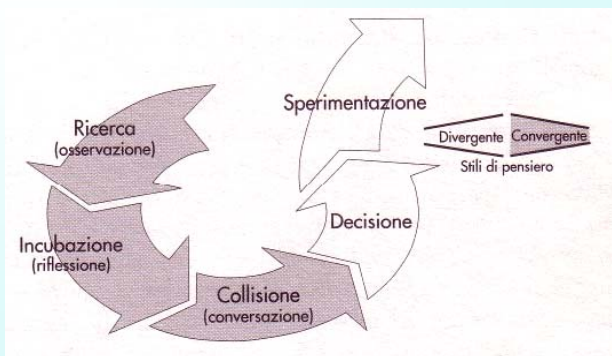 Ricerca
(osservazione)
Incubazione
(riflessione)
Collisione
(conversazione)
Decisione
Sperimentazione
Divergente Convergente
Stili di pensiero